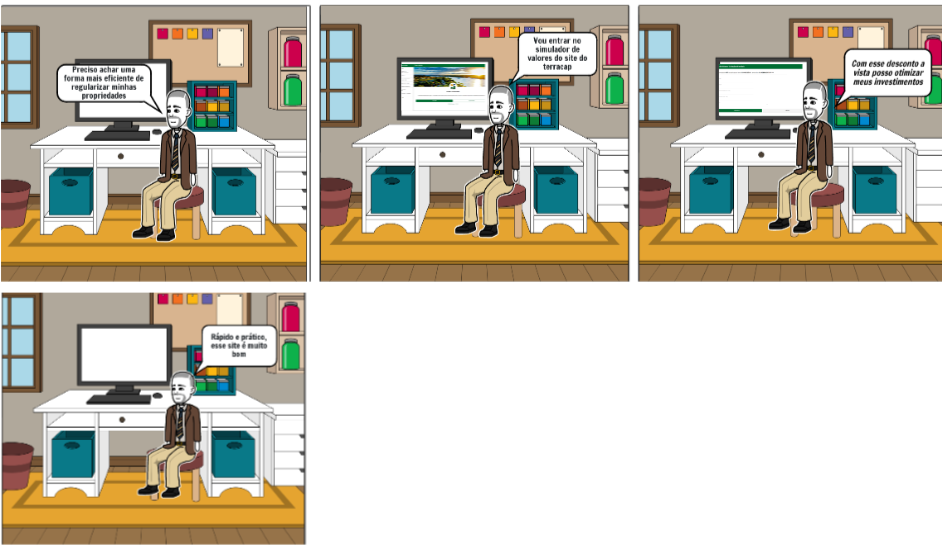 Preciso achar uma
forma mais eficiente de
regularizar minhas
propriedades
Vou entrar no
simulador de
valores do site do
terracap
Com esse desconto a
vista posso otimizar
meus investimentos
Rápido e prático,
esse site é muito
bom